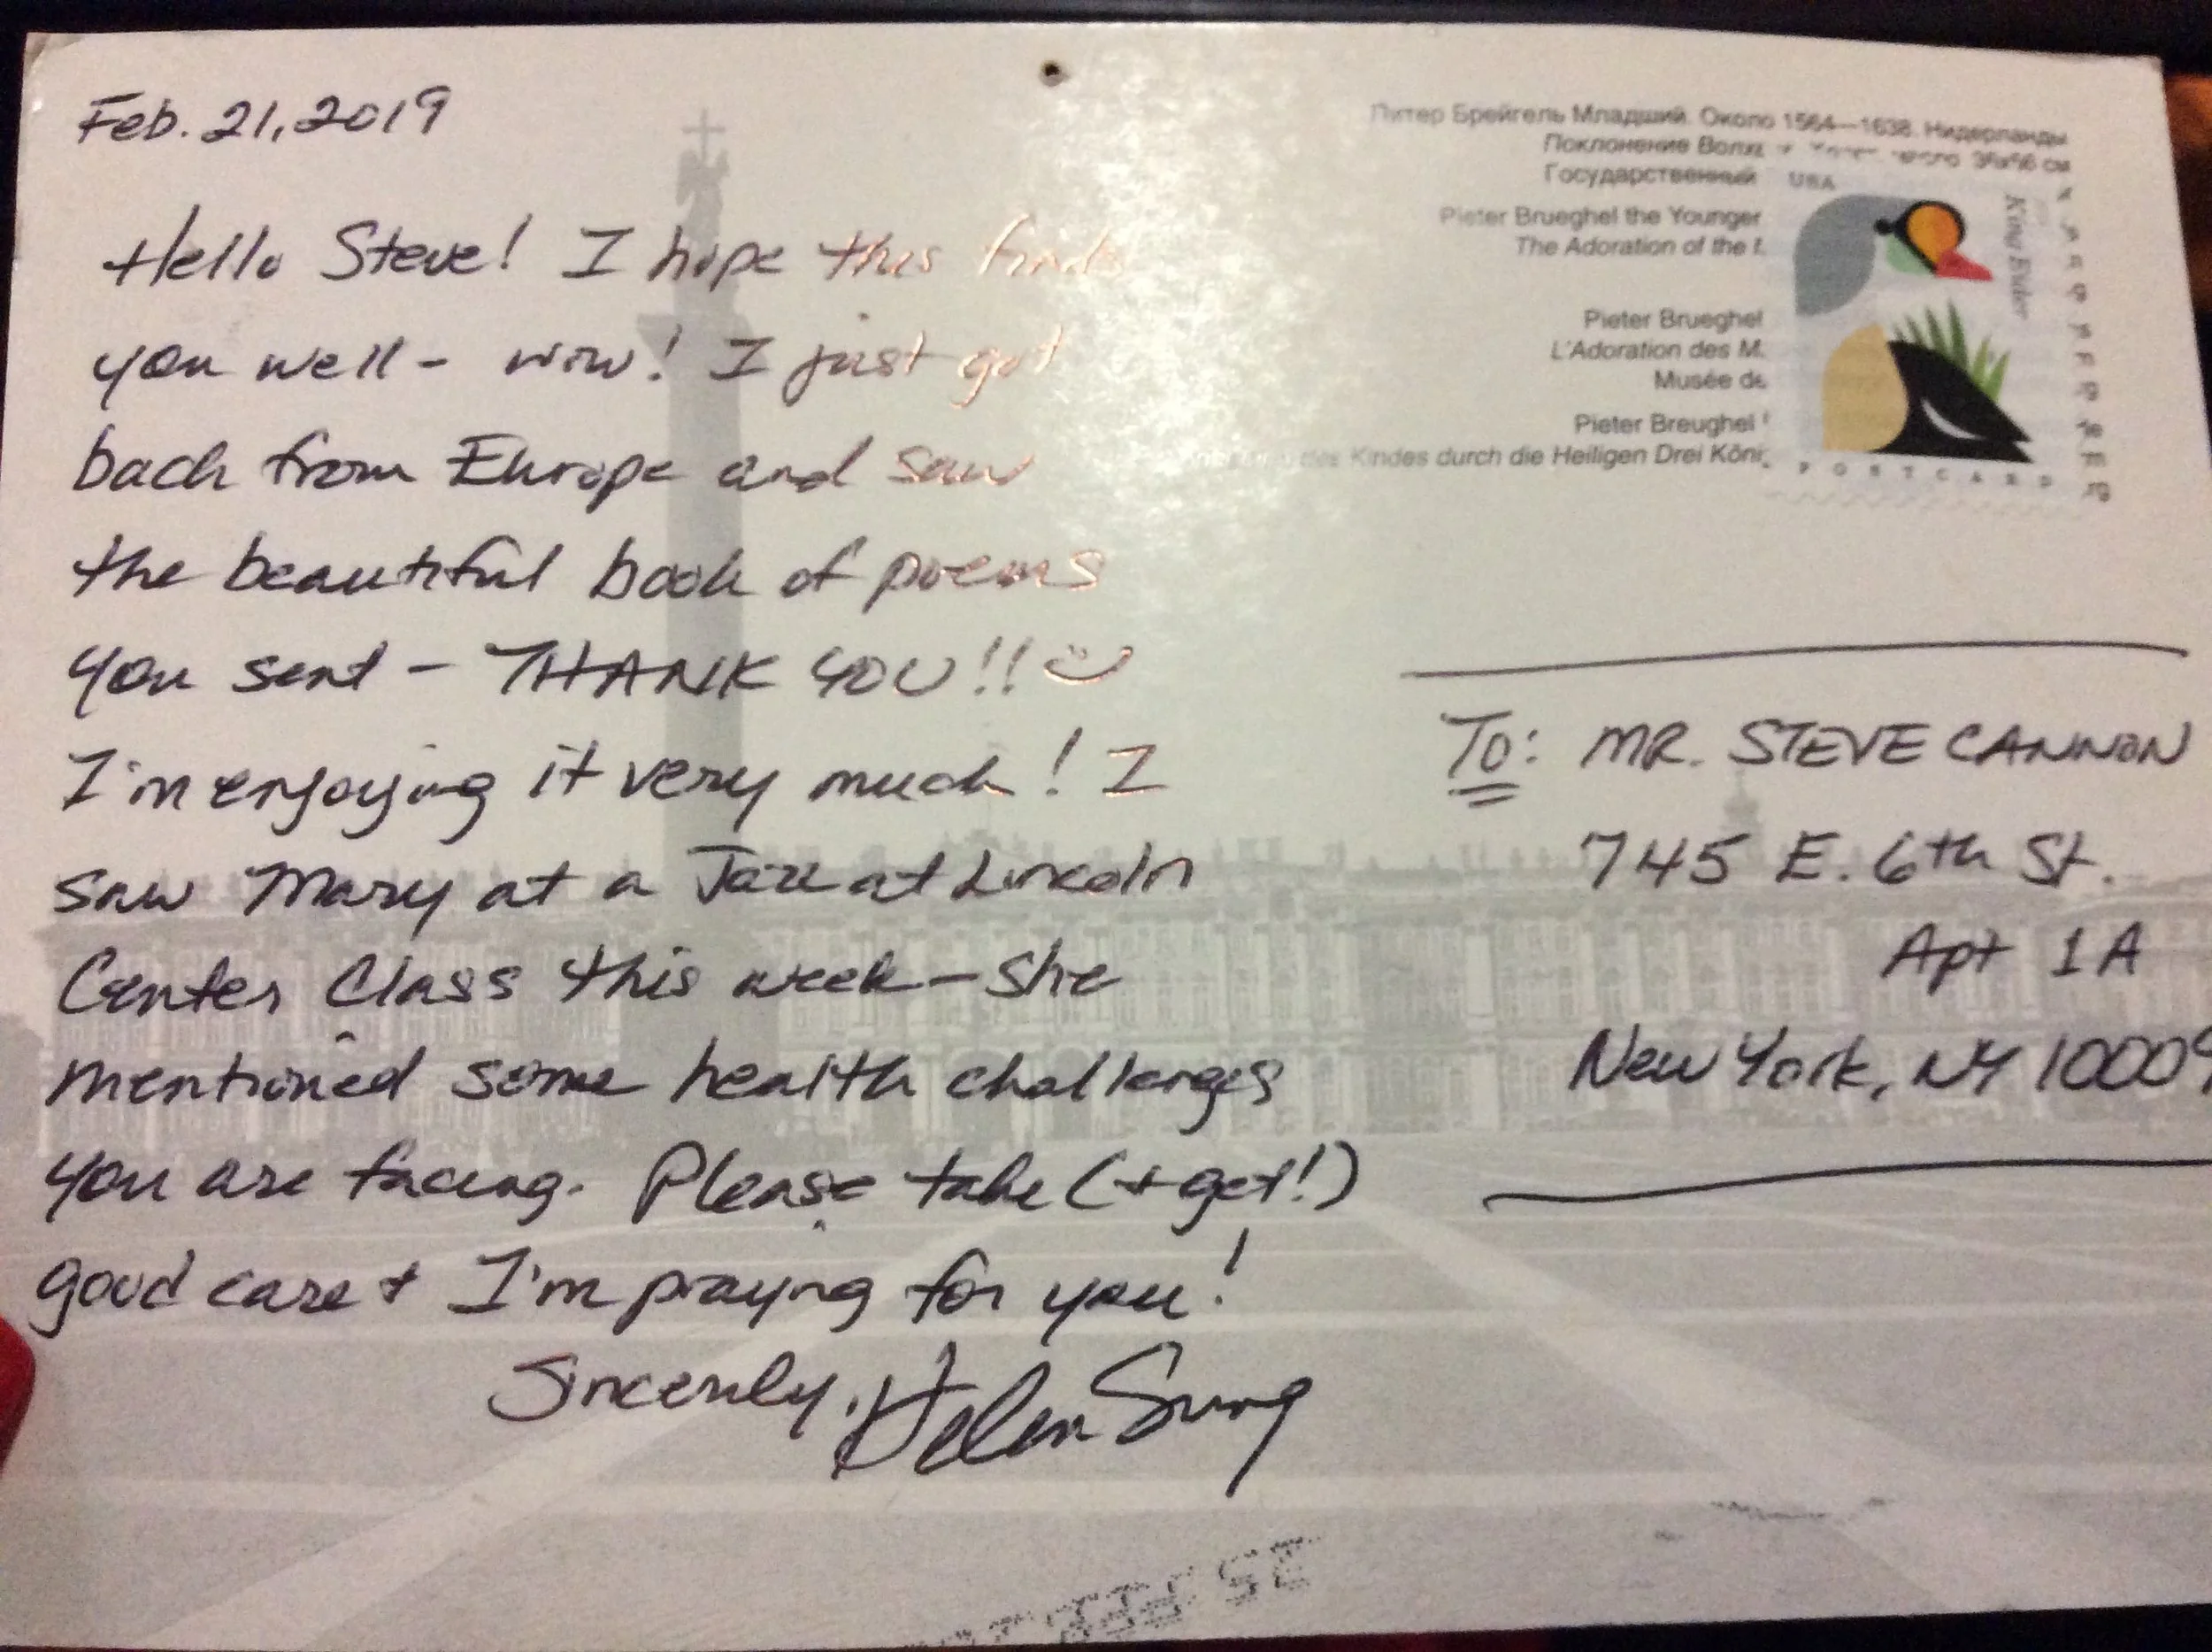 Feb. 21, 2019
Hello Steve! I hope this finds
you well - wow! I just got
back from Europe and saw
the beautiful book of poems
you sent - THANK YOU!!
I'm enjoying it very much! I
saw Mary at a Jazz at Lincoln
Center Class this week - she
mentioned some health challenges
you are facing. Please take (+ get!)
good care + I'm praying for you!
Sincerely, Helen Sung
Питер Брейгель Младший. Около 1564—1638. Нидерланды
Поклонение
Государственный
Pieter Brueghel the Younger
The Adoration of the
Pieter Brueghel
L'Adoration des M.
Musée de
Pieter Breughel
des Kindes durch die Heiligen Drei Köni
USA
King Eider
POSTCARD
To: MR. STEVE CANNON
745 E. 6th St.
Apt 1A
New York, NY 10009